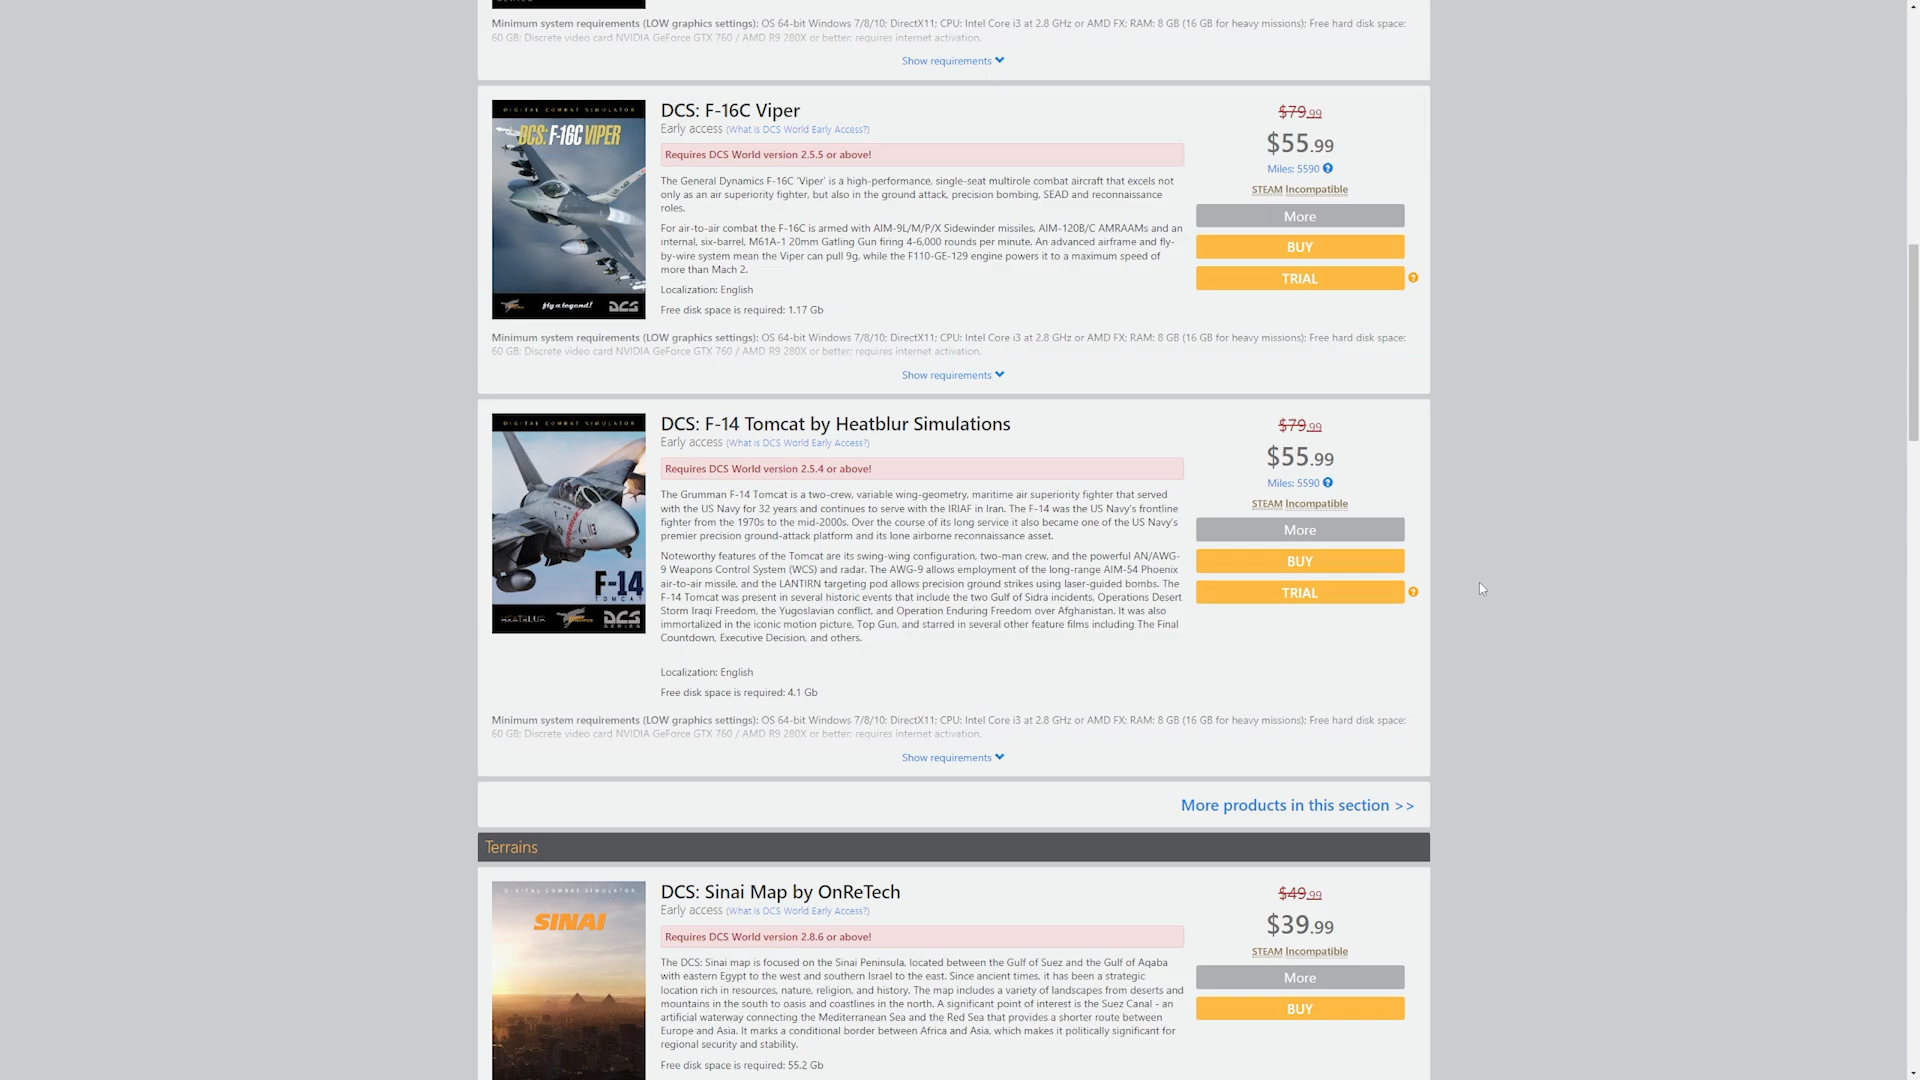 Minimum system requirements (LOW graphics settings): OS 64-bit Windows 7/8/10; DirectX11; CPU: Intel Core i3 at 2.8 GHz or AMD FX; RAM: 8 GB (16 GB for heavy missions); Free hard disk space:
60 GB; Discrete video card NVIDIA GeForce GTX 760 / AMD R9 280X or better; requires internet activation.
Show requirements
DIGITAL COMBAT SIMULATOR
DCS: F-16C VIPER
fly a legend!
DCS
DCS: F-16C Viper
Early access (What is DCS World Early Access?)
Requires DCS World version 2.5.5 or above!
The General Dynamics F-16C 'Viper' is a high-performance, single-seat multirole combat aircraft that excels not
only as an air superiority fighter, but also in the ground attack, precision bombing, SEAD and reconnaissance
roles.
For air-to-air combat the F-16C is armed with AIM-9L/M/P/X Sidewinder missiles, AIM-120B/C AMRAAMs and an
internal, six-barrel, M61A-1 20mm Gatling Gun firing 4-6,000 rounds per minute. An advanced airframe and fly-
by-wire system mean the Viper can pull 9g, while the F110-GE-129 engine powers it to a maximum speed of
more than Mach 2.
Localization: English
Free disk space is required: 1.17 Gb
$79.99
$55.99
Miles: 5590
STEAM Incompatible
More
BUY
TRIAL
Minimum system requirements (LOW graphics settings): OS 64-bit Windows 7/8/10; DirectX11; CPU: Intel Core i3 at 2.8 GHz or AMD FX; RAM: 8 GB (16 GB for heavy missions); Free hard disk space:
60 GB; Discrete video card NVIDIA GeForce GTX 760 / AMD R9 280X or better; requires internet activation.
Show requirements
DIGITAL COMBAT SIMULATOR
F-14
TOMCAT
HEATBLUR
DCS
SERIES
DCS: F-14 Tomcat by Heatblur Simulations
Early access (What is DCS World Early Access?)
Requires DCS World version 2.5.4 or above!
The Grumman F-14 Tomcat is a two-crew, variable wing-geometry, maritime air superiority fighter that served
with the US Navy for 32 years and continues to serve with the IRIAF in Iran. The F-14 was the US Navy's frontline
fighter from the 1970s to the mid-2000s. Over the course of its long service it also became one of the US Navy's
premier precision ground-attack platform and its lone airborne reconnaissance asset.
Noteworthy features of the Tomcat are its swing-wing configuration, two-man crew, and the powerful AN/AWG-
9 Weapons Control System (WCS) and radar. The AWG-9 allows employment of the long-range AIM-54 Phoenix
air-to-air missile, and the LANTIRN targeting pod allows precision ground strikes using laser-guided bombs. The
F-14 Tomcat was present in several historic events that include the two Gulf of Sidra incidents, Operations Desert
Storm Iraqi Freedom, the Yugoslavian conflict, and Operation Enduring Freedom over Afghanistan. It was also
immortalized in the iconic motion picture, Top Gun, and starred in several other feature films including The Final
Countdown, Executive Decision, and others.
Localization: English
Free disk space is required: 4.1 Gb
$79.99
$55.99
Miles: 5590
STEAM Incompatible
More
BUY
TRIAL
Minimum system requirements (LOW graphics settings): OS 64-bit Windows 7/8/10; DirectX11; CPU: Intel Core i3 at 2.8 GHz or AMD FX; RAM: 8 GB (16 GB for heavy missions); Free hard disk space:
60 GB; Discrete video card NVIDIA GeForce GTX 760 / AMD R9 280X or better; requires internet activation.
Show requirements
More products in this section >>
Terrains
DIGITAL COMBAT SIMULATOR
SINAI
DCS: Sinai Map by OnReTech
Early access (What is DCS World Early Access?)
Requires DCS World version 2.8.6 or above!
The DCS: Sinai map is focused on the Sinai Peninsula, located between the Gulf of Suez and the Gulf of Aqaba
with eastern Egypt to the west and southern Israel to the east. Since ancient times, it has been a strategic
location rich in resources, nature, religion, and history. The map includes a variety of landscapes from deserts and
mountains in the south to oasis and coastlines in the north. A significant point of interest is the Suez Canal - an
artificial waterway connecting the Mediterranean Sea and the Red Sea that provides a shorter route between
Europe and Asia. It marks a conditional border between Africa and Asia, which makes it politically significant for
regional security and stability.
Free disk space is required: 55.2 Gb
$49.99
$39.99
STEAM Incompatible
More
BUY